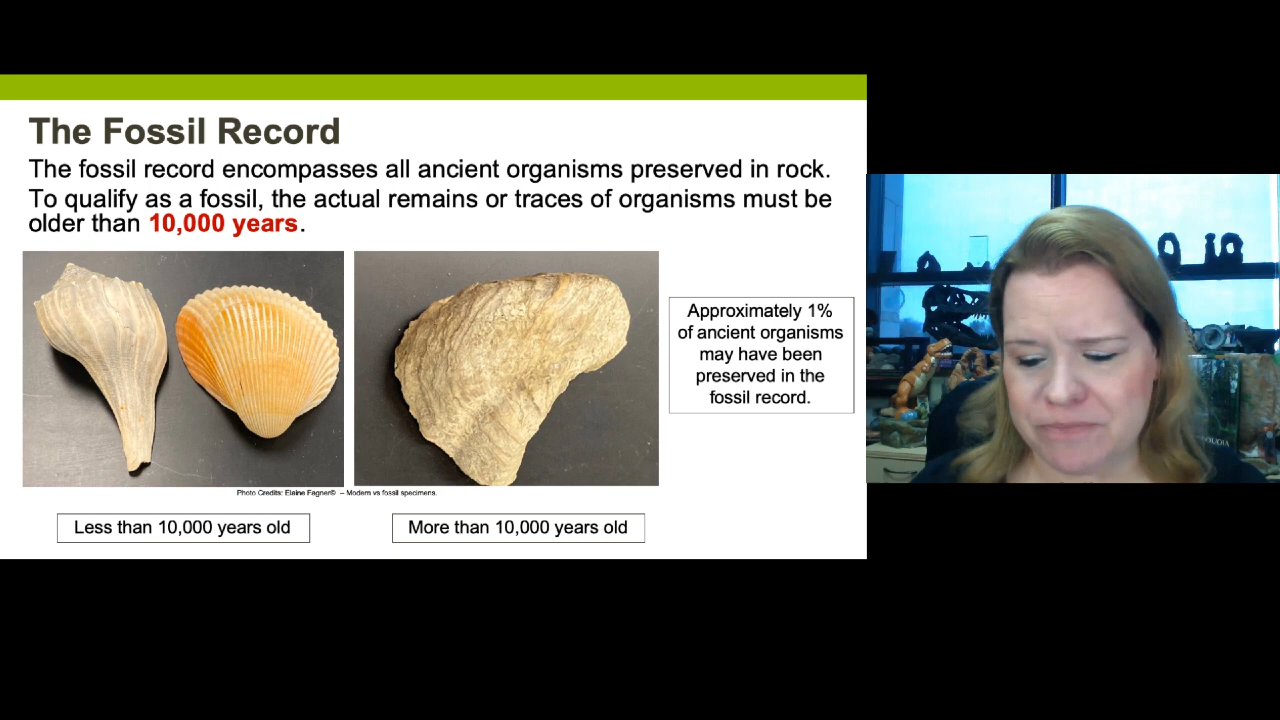 The Fossil Record
The fossil record encompasses all ancient organisms preserved in rock.
To qualify as a fossil, the actual remains or traces of organisms must be
older than 10,000 years.
Approximately 1%
of ancient organisms
may have been
preserved in the
fossil record.
Photo Credits: Elaine Fagner© – Modern vs fossil specimens.
Less than 10,000 years old
More than 10,000 years old